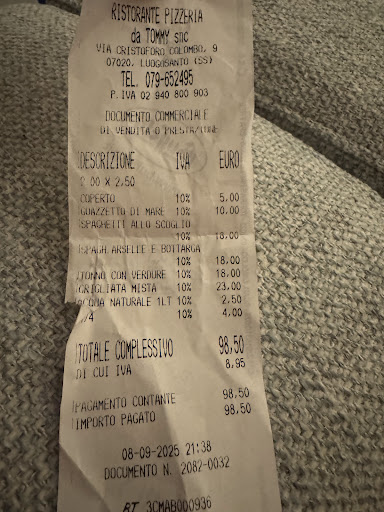 RISTORANTE PIZZERIA
da TOMMY snc
VIA CRISTOFORO COLOMBO, 9
07020, LUOGOSANTO (SS)
TEL. 079-652495
P.IVA 02 940 800 903
DOCUMENTO COMMERCIALE
DI VENDITA O PRESTAZIONE
DESCRIZIONE IVA EURO
2,00 X 2,50
COPERTO 10% 5,00
GUAZZETTO DI MARE 10% 10,00
SPAGHETTI ALLO SCOGLIO
10% 18,00
SPAGH. ARSELLE E BOTTARGA
10% 18,00
TONNO CON VERDURE 10% 18,00
GRIGLIATA MISTA 10% 23,00
ACQUA NATURALE 1LT 10% 2,50
/4 10% 4,00
TOTALE COMPLESSIVO 98,50
DI CUI IVA 8,95
PAGAMENTO CONTANTE 98,50
IMPORTO PAGATO 98,50
08-09-2025 21:38
DOCUMENTO N. 2082-0032
RT 3CMAB000936